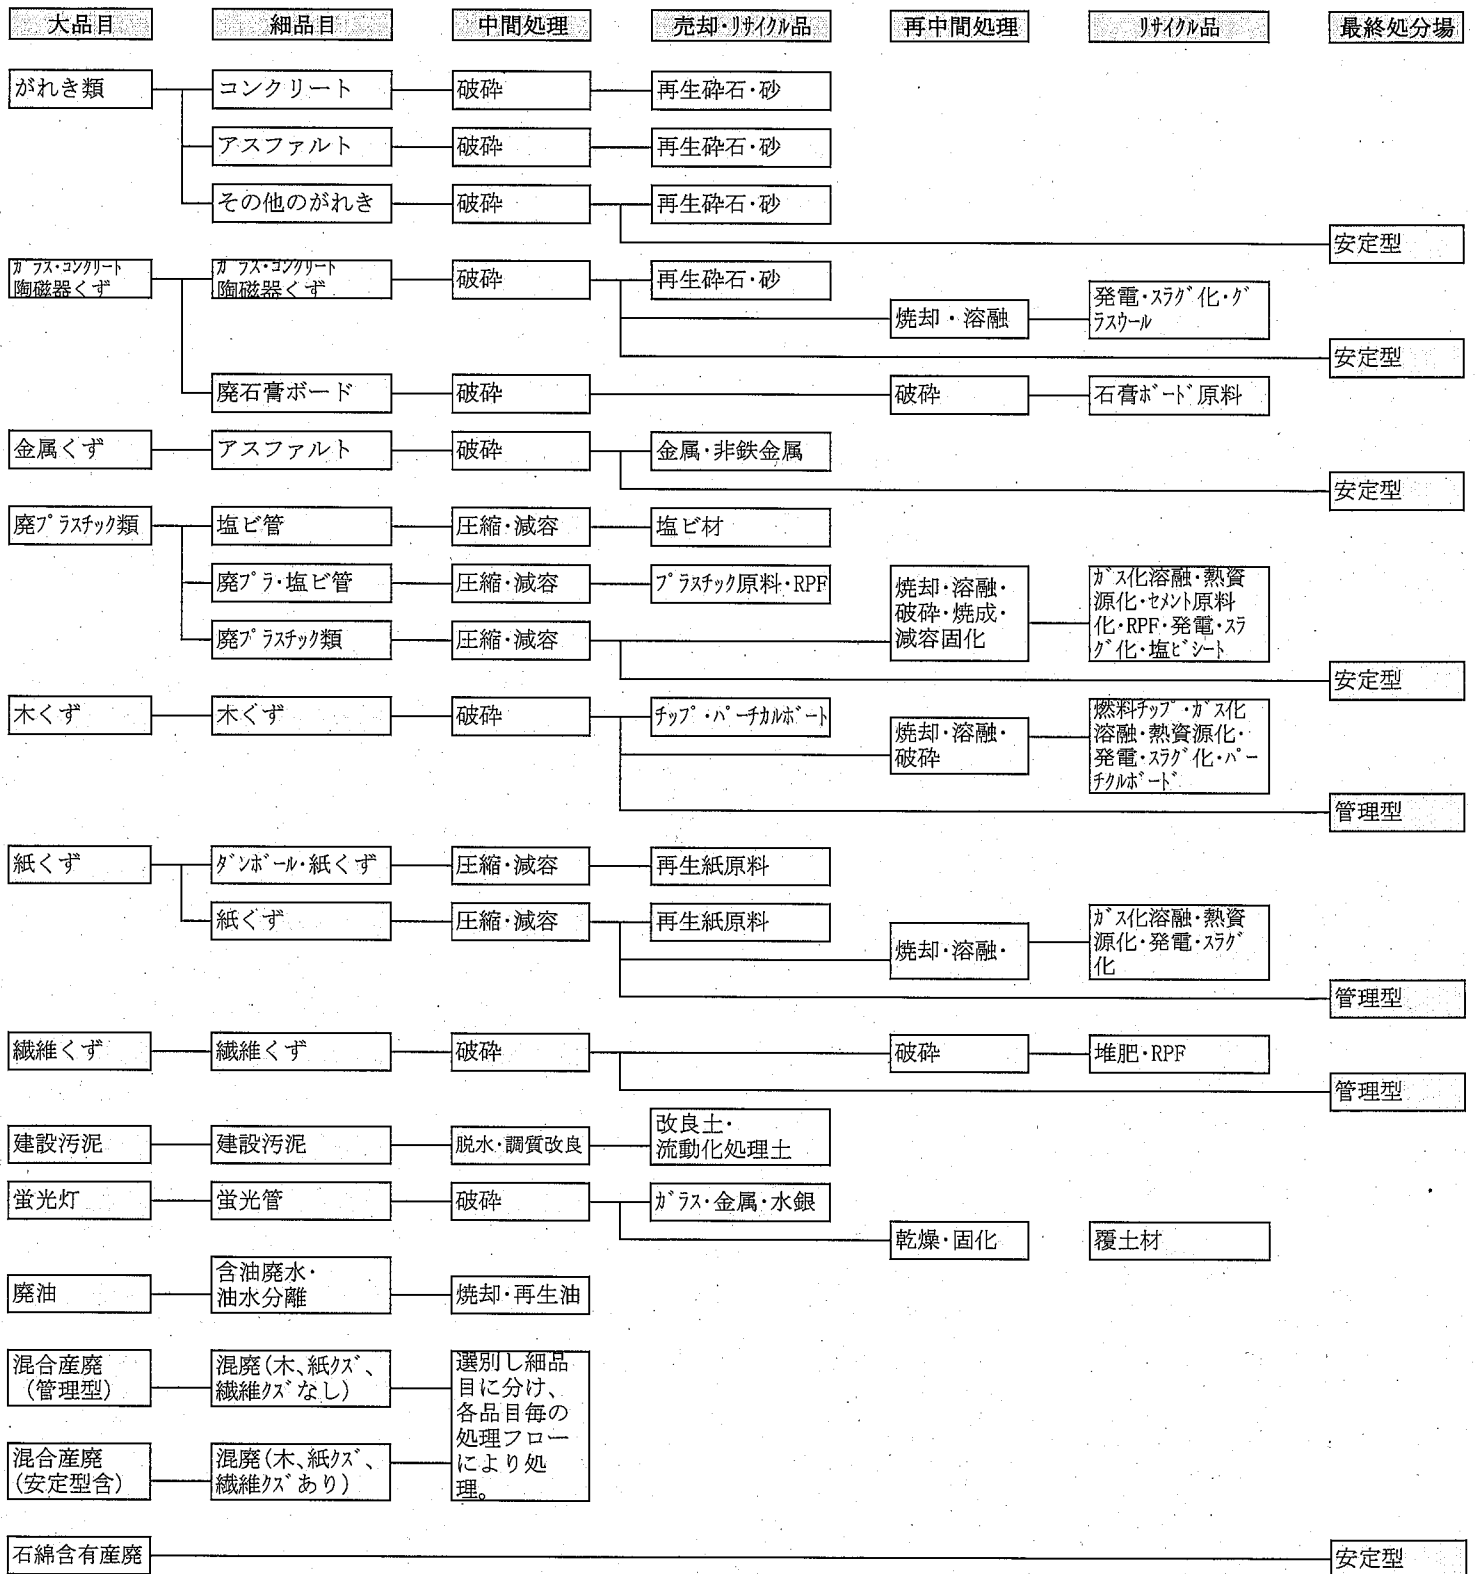 大品目
細品目
中間処理
売却・ﾘｻｲｸﾙ品
再中間処理
ﾘｻｲｸﾙ品
最終処分場
がれき類
コンクリート
破砕
再生砕石・砂
アスファルト
破砕
再生砕石・砂
その他のがれき
破砕
再生砕石・砂
安定型
ｶﾞﾗｽ・ｺﾝｸﾘｰﾄ
陶磁器くず
ｶﾞﾗｽ・ｺﾝｸﾘｰﾄ
陶磁器くず
破砕
再生砕石・砂
焼却・溶融
発電・ｽﾗｸﾞ化・ｸﾞ
ﾗｽｳｰﾙ
安定型
廃石膏ボード
破砕
破砕
石膏ﾎﾞｰﾄﾞ原料
金属くず
アスファルト
破砕
金属・非鉄金属
安定型
廃ﾌﾟﾗｽﾁｯｸ類
塩ビ管
圧縮・減容
塩ビ材
廃プラ・塩ビ管
圧縮・減容
ﾌﾟﾗｽﾁｯｸ原料・RPF
廃ﾌﾟﾗｽﾁｯｸ類
圧縮・減容
焼却・溶融・
破砕・焼成・
減容固化
ｶﾞｽ化溶融・熱資
源化・ｾﾒﾝﾄ原料
化・RPF・発電・ｽﾗ
ｸﾞ化・塩ﾋﾞｼｰﾄ
安定型
木くず
木くず
破砕
ﾁｯﾌﾟ・ﾊﾟｰﾁｶﾙﾎﾞｰﾄ
焼却・溶融・
破砕
燃料ﾁｯﾌﾟ・ｶﾞｽ化
溶融・熱資源化・
発電・ｽﾗｸﾞ化・ﾊﾟｰ
ﾁｸﾙﾎﾞｰﾄﾞ
管理型
紙くず
ﾀﾞﾝﾎﾞｰﾙ・紙くず
圧縮・減容
再生紙原料
紙くず
圧縮・減容
再生紙原料
焼却・溶融・
ｶﾞｽ化溶融・熱資
源化・発電・ｽﾗｸﾞ
化
管理型
繊維くず
繊維くず
破砕
破砕
堆肥・RPF
管理型
建設汚泥
建設汚泥
脱水・調質改良
改良土・
流動化処理土
蛍光灯
蛍光管
破砕
ｶﾞﾗｽ・金属・水銀
乾燥・固化
覆土材
廃油
含油廃水・
油水分離
焼却・再生油
混合産廃
（管理型）
混廃(木､紙ｸｽﾞ､
繊維ｸｽﾞなし)
選別し細品
目に分け、
各品目毎の
処理フロー
により処
理。
混合産廃
(安定型含)
混廃(木､紙ｸｽﾞ､
繊維ｸｽﾞあり)
石綿含有産廃
安定型